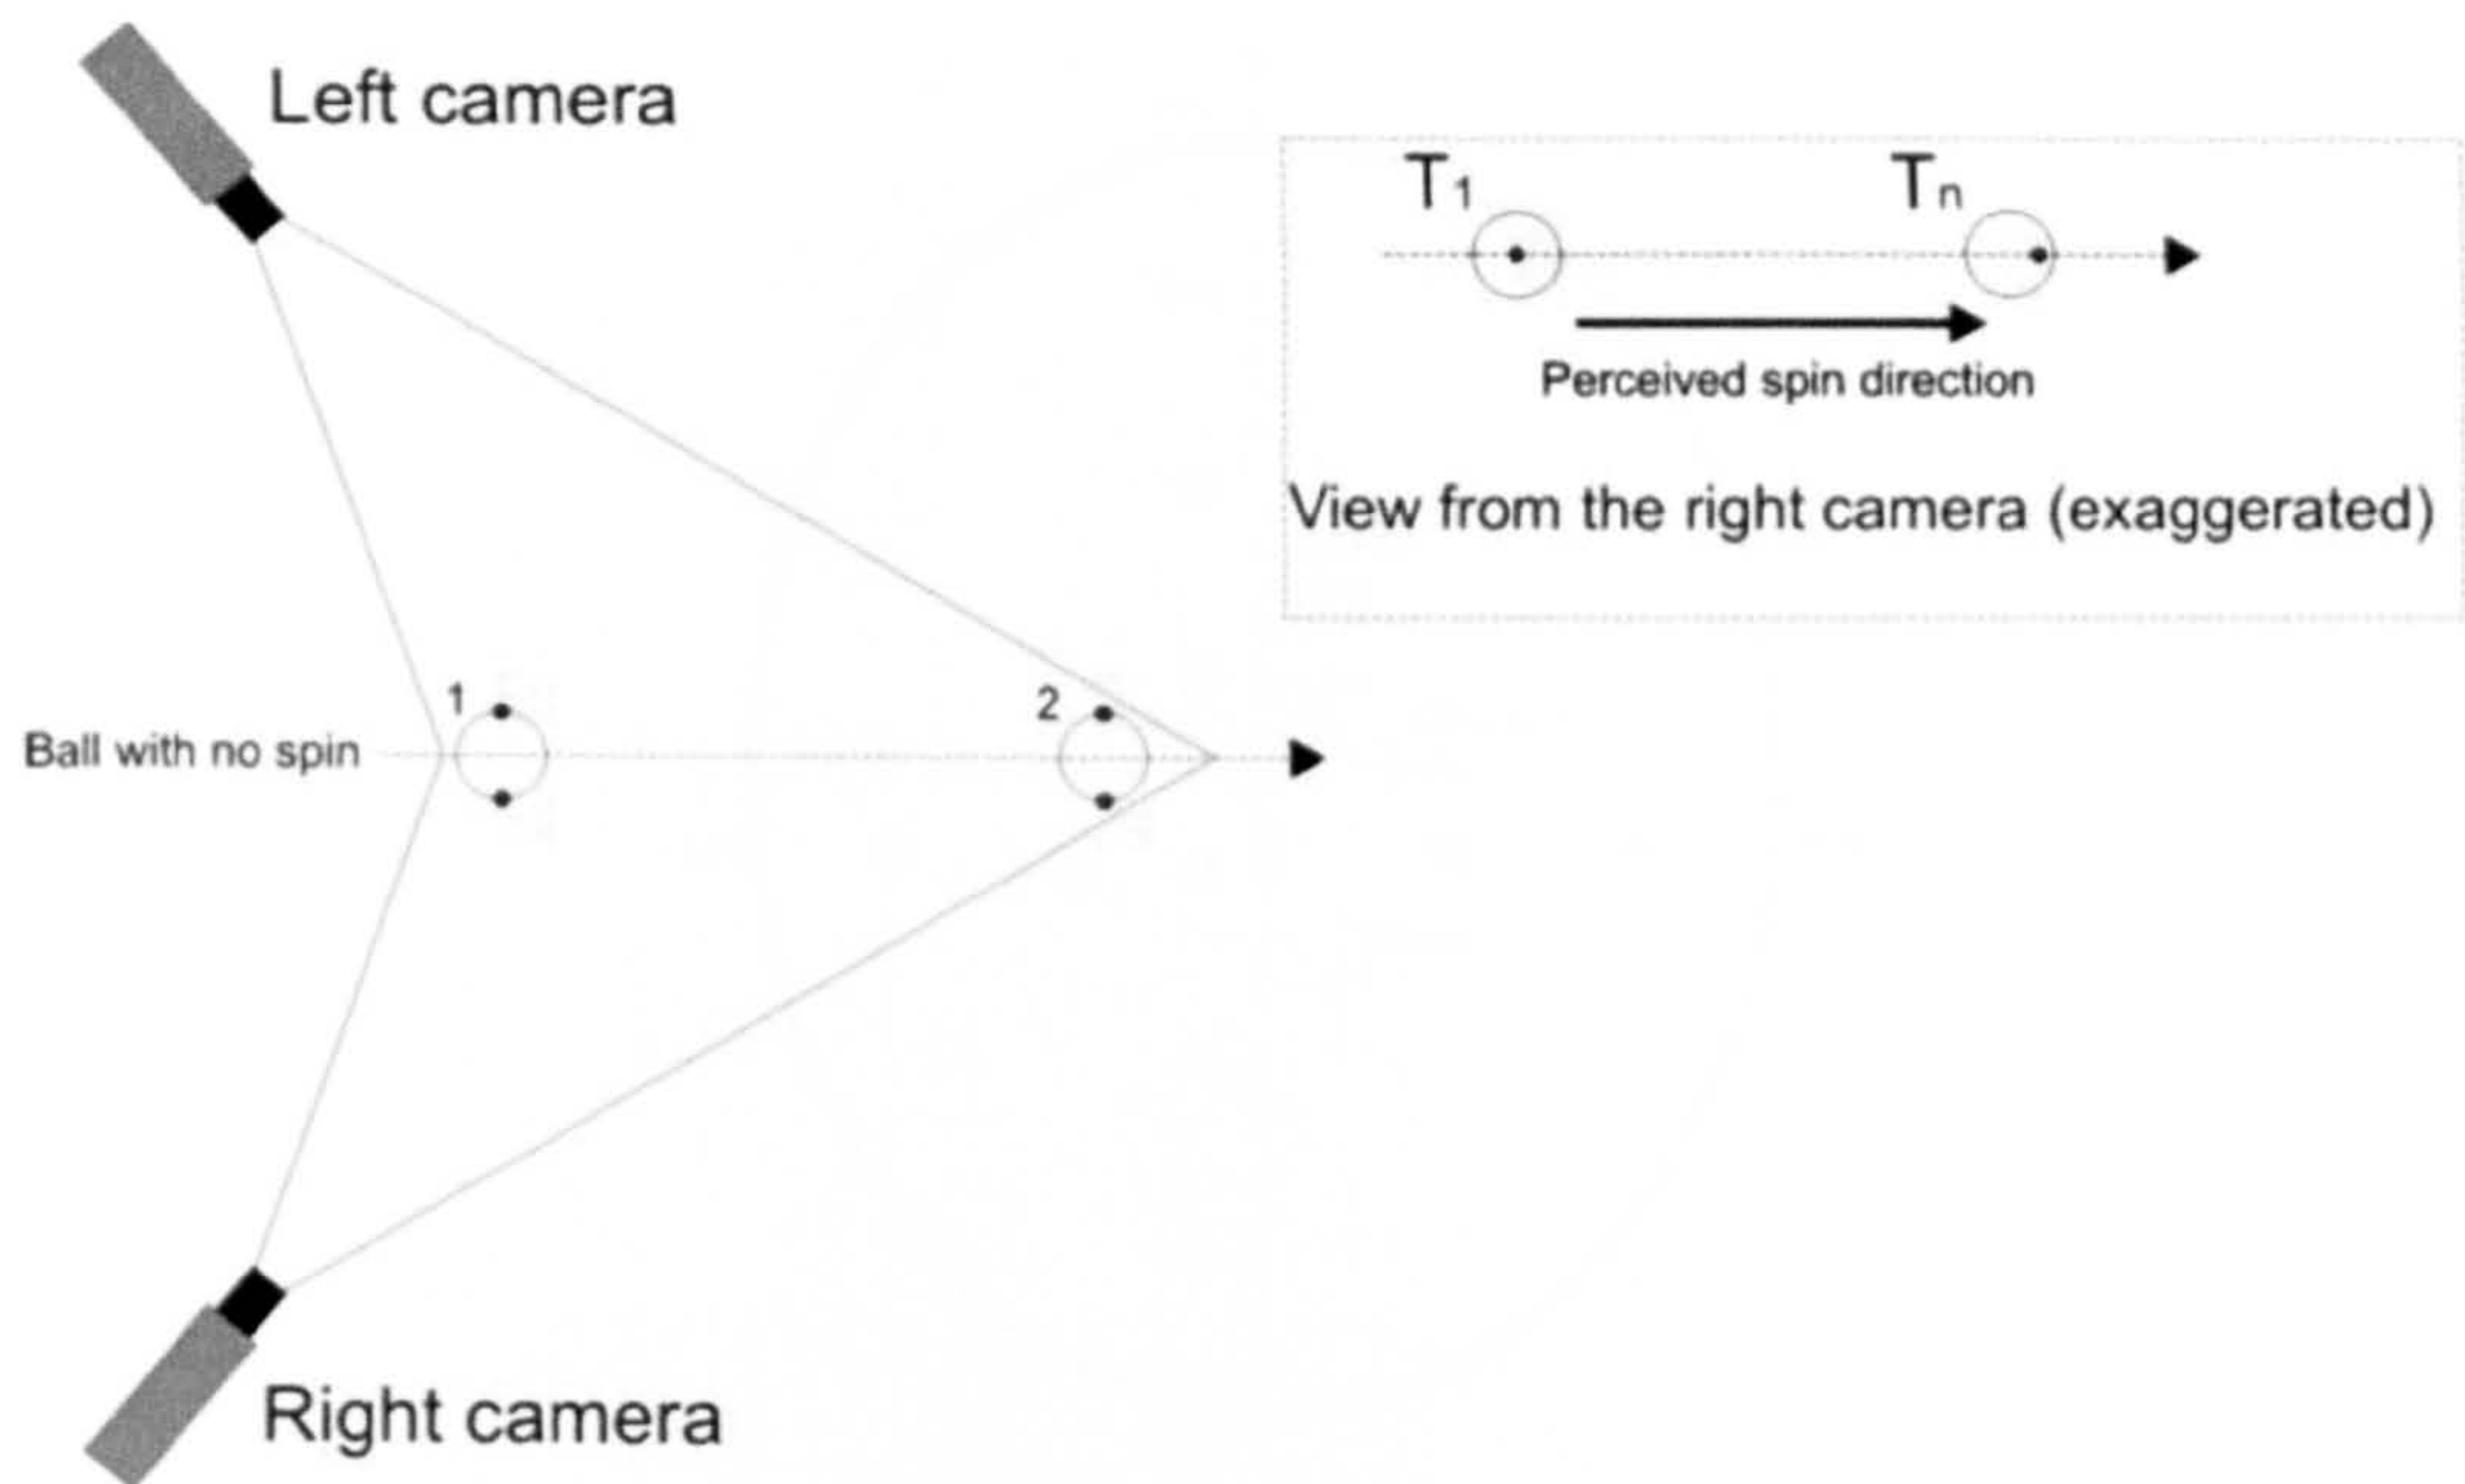 Left camera
T1
Tn
Perceived spin direction
View from the right camera (exaggerated)
1
2
Ball with no spin
Right camera